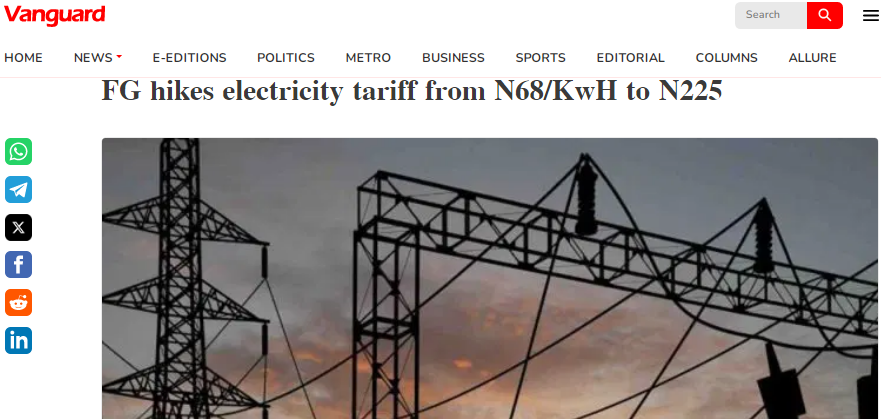 Vanguard
Search
HOME NEWS E-EDITIONS POLITICS METRO BUSINESS SPORTS EDITORIAL COLUMNS ALLURE
FG hikes electricity tariff from N68/KwH to N225